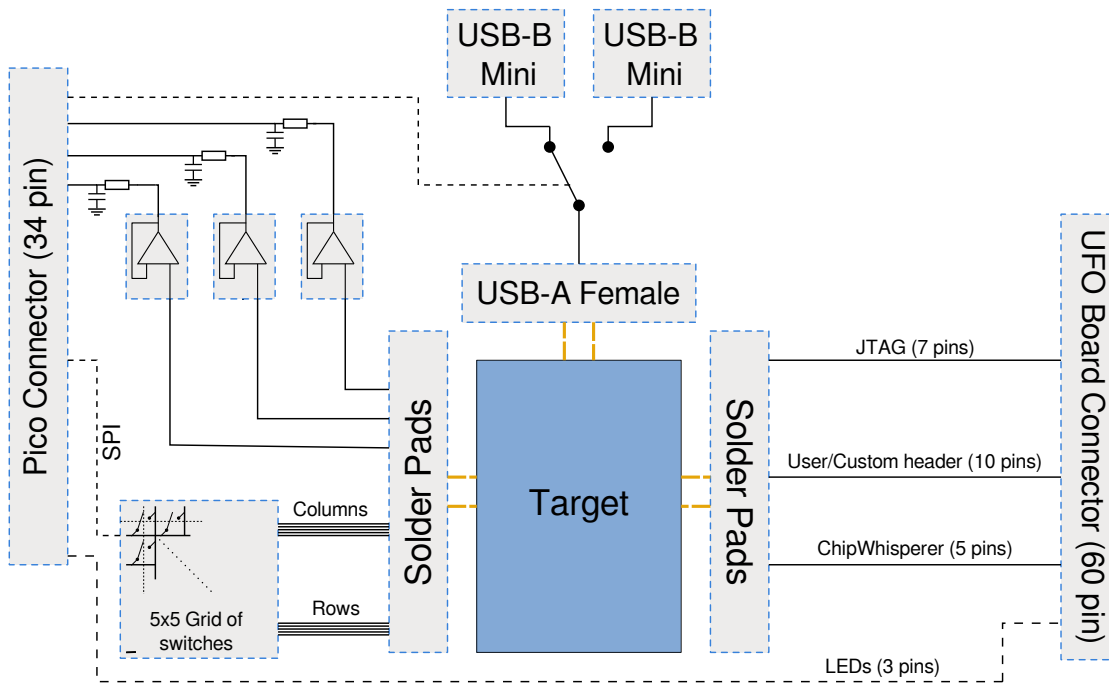 USB-B
Mini
USB-B
Mini
Pico Connector (34 pin)
USB-A Female
UFO Board Connector (60 pin)
JTAG (7 pins)
SPI
Solder Pads
Target
Solder Pads
User/Custom header (10 pins)
Columns
ChipWhisperer (5 pins)
Rows
5x5 Grid of
switches
LEDs (3 pins)